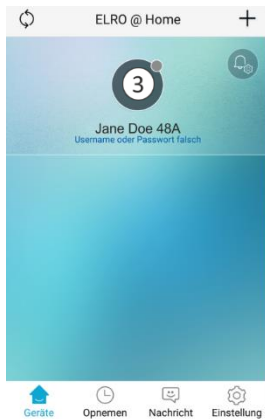 ELRO @ Home
3
Jane Doe 48A
Username oder Passwort falsch
Geräte Opnemen Nachricht Einstellung